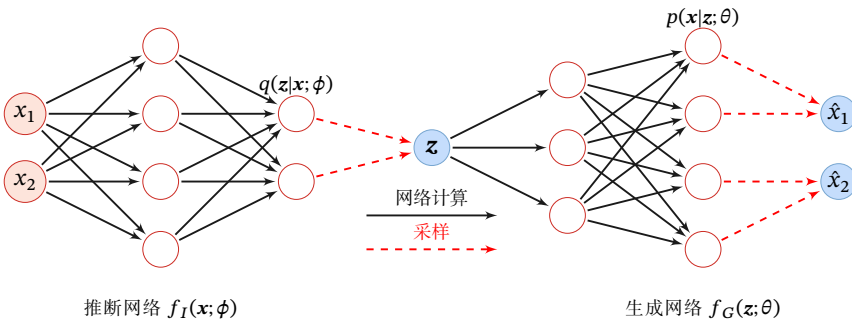 p(x|z;θ)
q(z|x;ϕ)
x₁
x̂₁
z
x₂
x̂₂
网络计算
采样
推断网络 f_I(x;ϕ)
生成网络 f_G(z;θ)